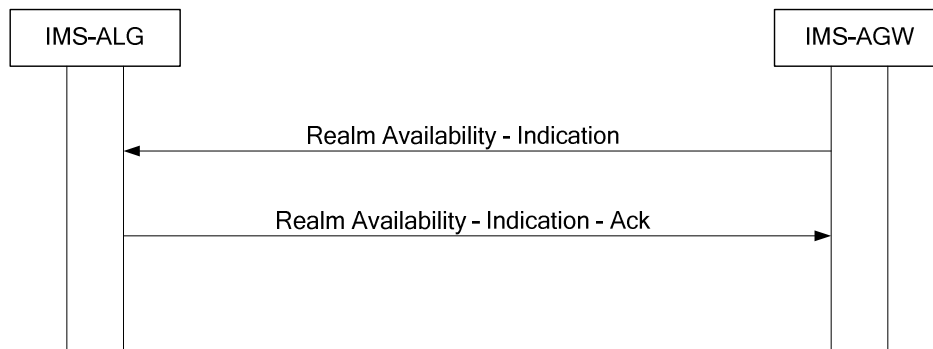 IMS-ALG
IMS-AGW
Realm Availability - Indication
Realm Availability - Indication - Ack